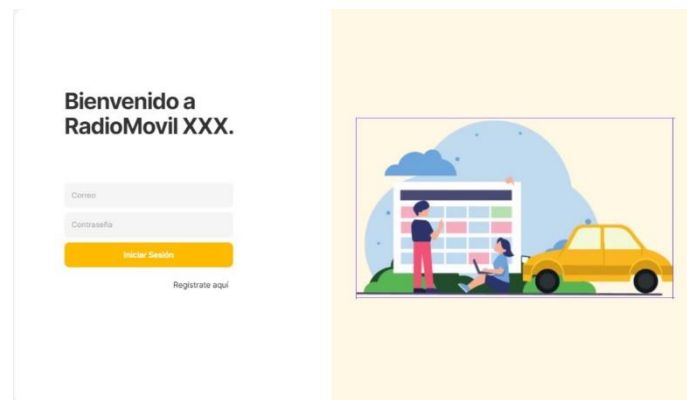 Bienvenido a
RadioMovil XXX.
Correo
Contraseña
Iniciar Sesión
Registrate aquí